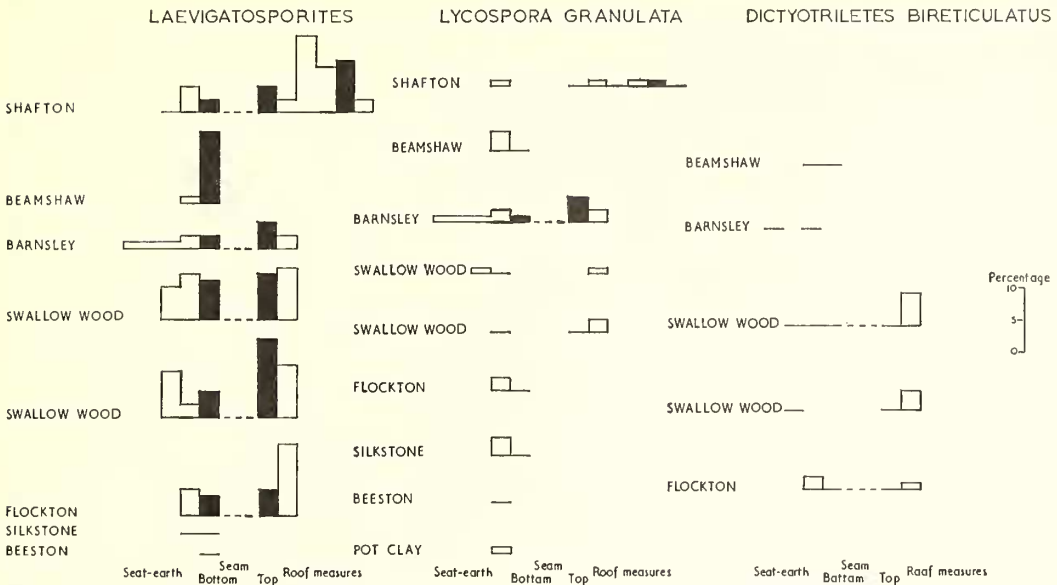 LAEVIGATOSPORITES
SHAFTON
BEAMSHAW
BARNSLEY
SWALLOW WOOD
SWALLOW WOOD
FLOCKTON
SILKSTONE
BEESTON
Seat-earth Seam Bottom Top Roof measures
LYCOSPORA GRANULATA
SHAFTON
BEAMSHAW
BARNSLEY
SWALLOW WOOD
SWALLOW WOOD
FLOCKTON
SILKSTONE
BEESTON
POT CLAY
Seat-earth Seam Bottom Top Roof measures
DICTYOTRILETES BIRETICULATUS
BEAMSHAW
BARNSLEY
SWALLOW WOOD
SWALLOW WOOD
FLOCKTON
Seat-earth Seam Battam Top Raaf measures
Percentage
10
5
0